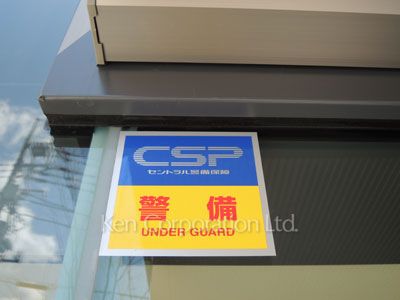 CSP
セントラル警備保障
警 備
Ken Corporation Ltd.
UNDER GUARD